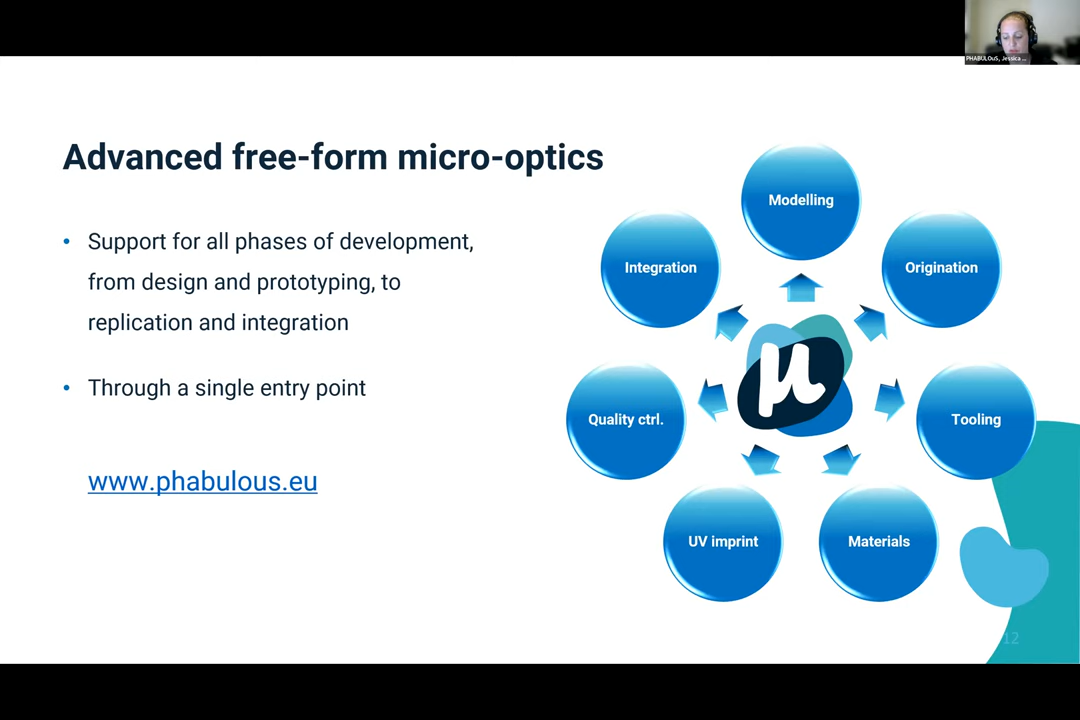 PHABULOuS, Jessica ...
Advanced free-form micro-optics
• Support for all phases of development,
from design and prototyping, to
replication and integration
• Through a single entry point
www.phabulous.eu
Modelling
Integration
Origination
μ
Quality ctrl.
Tooling
UV imprint
Materials
12